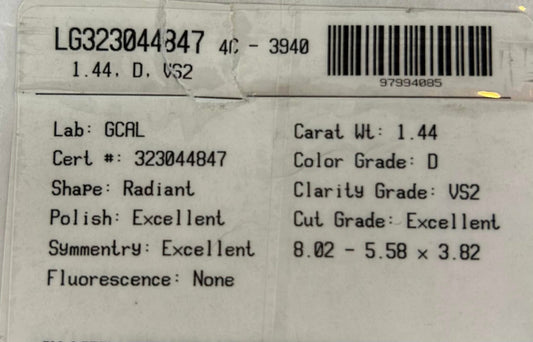 LG323044847 4C - 3940
1.44, D, VS2
97994085
Lab: GCAL
Cert #: 323044847
Shape: Radiant
Polish: Excellent
Symmentry: Excellent
Fluorescence: None
Carat Wt: 1.44
Color Grade: D
Clarity Grade: VS2
Cut Grade: Excellent
8.02 - 5.58 x 3.82